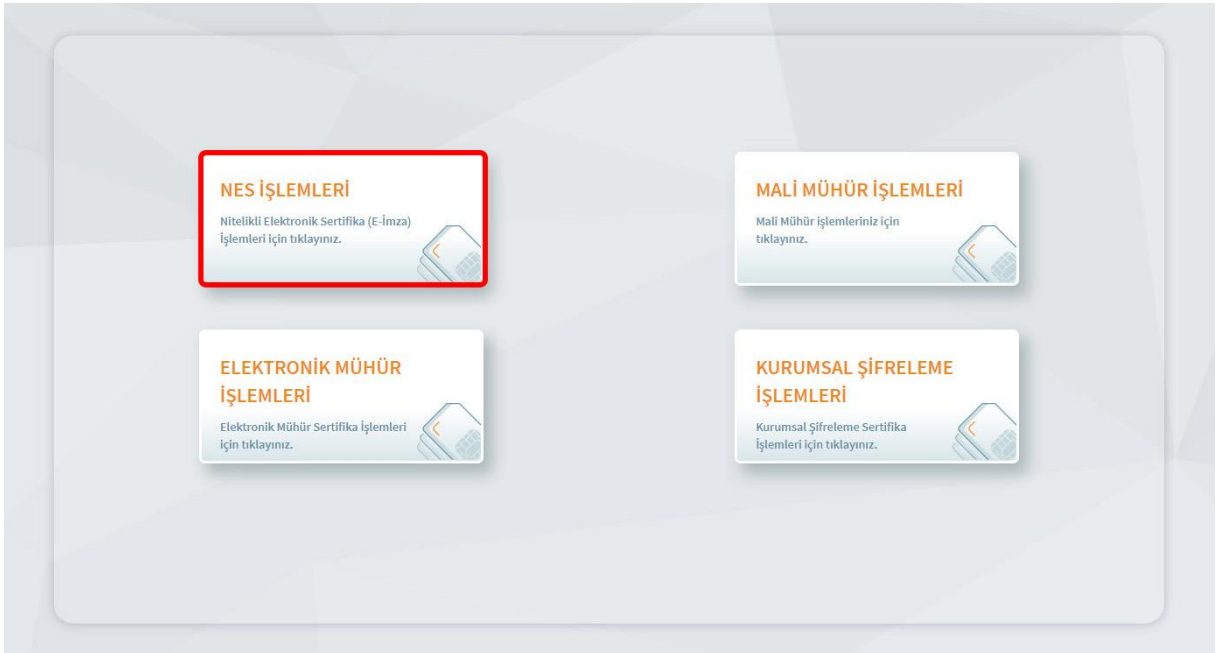 NES İŞLEMLERİ
Nitelikli Elektronik Sertifika (E-İmza)
İşlemleri için tıklayınız.
MALİ MÜHÜR İŞLEMLERİ
Mali Mühür işlemleriniz için
tıklayınız.
ELEKTRONİK MÜHÜR
İŞLEMLERİ
Elektronik Mühür Sertifika İşlemleri
için tıklayınız.
KURUMSAL ŞİFRELEME
İŞLEMLERİ
Kurumsal Şifreleme Sertifika
İşlemleri için tıklayınız.